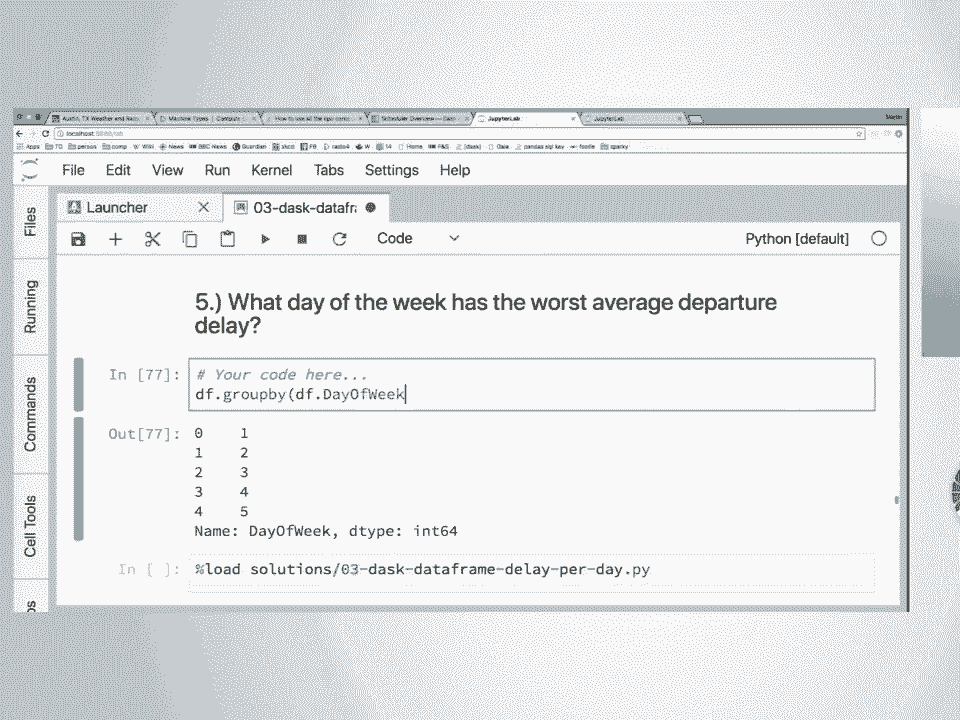 Austin, TX Weather and Rad
Machine Types | Compute
How to use all the cpu cores
Scheduler Overview — Dask
JupyterLab
JupyterLab
Martin
localhost:8888/lab
Apps
TD
person
comp
Wiki
News
BBC News
Guardian
FB
Home
F&S
[dask]
pandas sql key
foodie
sparky
File Edit View Run Kernel Tabs Settings Help
Launcher
03-dask-datafra
Code
Python [default]
Files
Running
Commands
Cell Tools
5.) What day of the week has the worst average departure
delay?
In [77]: # Your code here...
df.groupby(df.DayOfWeek
Out[77]: 0 1
1 2
2 3
3 4
4 5
Name: DayOfWeek, dtype: int64
In [ ]: %load solutions/03-dask-dataframe-delay-per-day.py